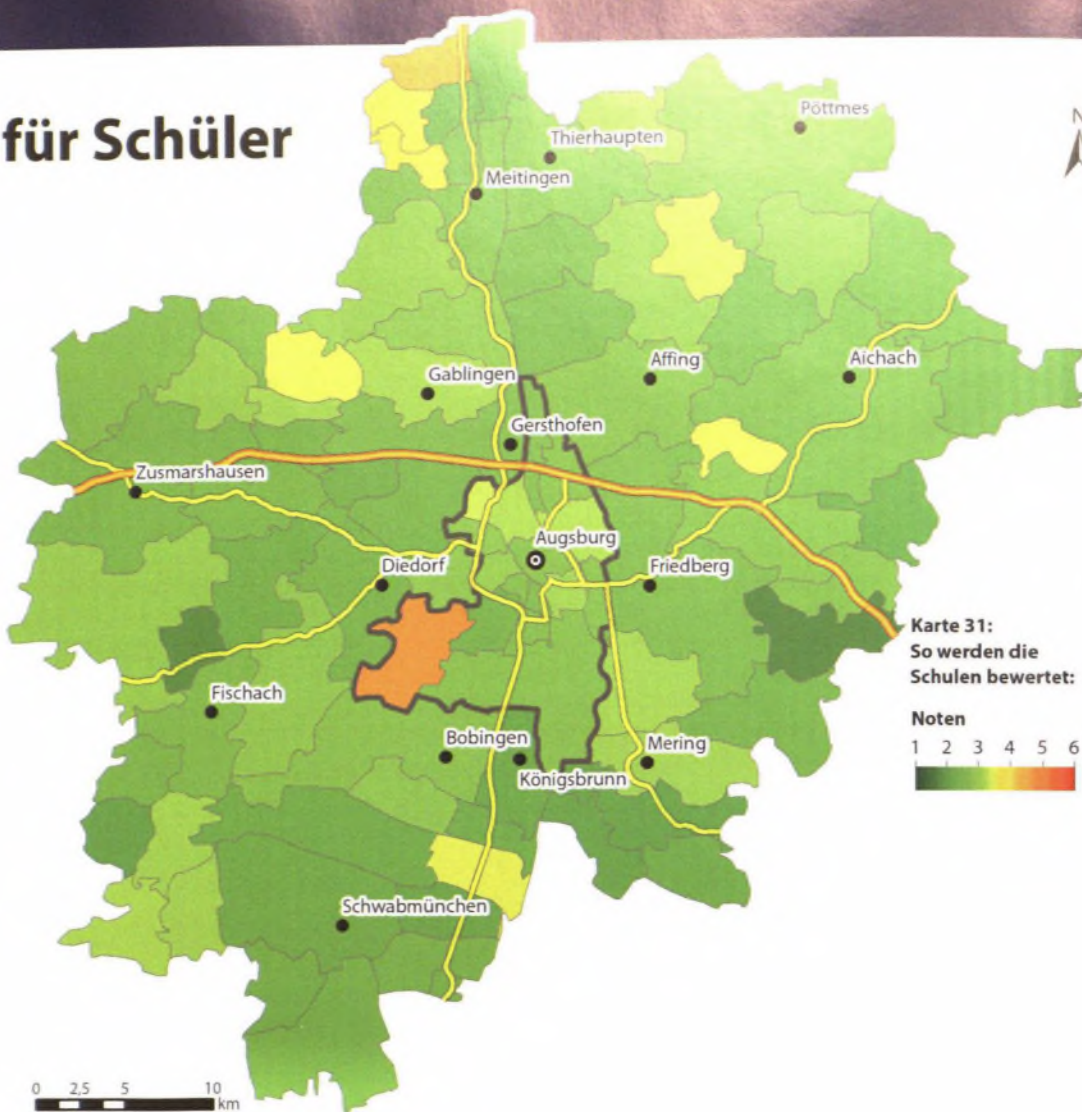 für Schüler
N
Pöttmes
Thierhaupten
Meitingen
Affing
Aichach
Gablingen
Gersthofen
Zusmarshausen
Augsburg
Diedorf
Friedberg
Karte 31:
So werden die
Schulen bewertet:
Fischach
Noten
1 2 3 4 5 6
Bobingen
Mering
Königsbrunn
Schwabmünchen
0 2,5 5 10
km